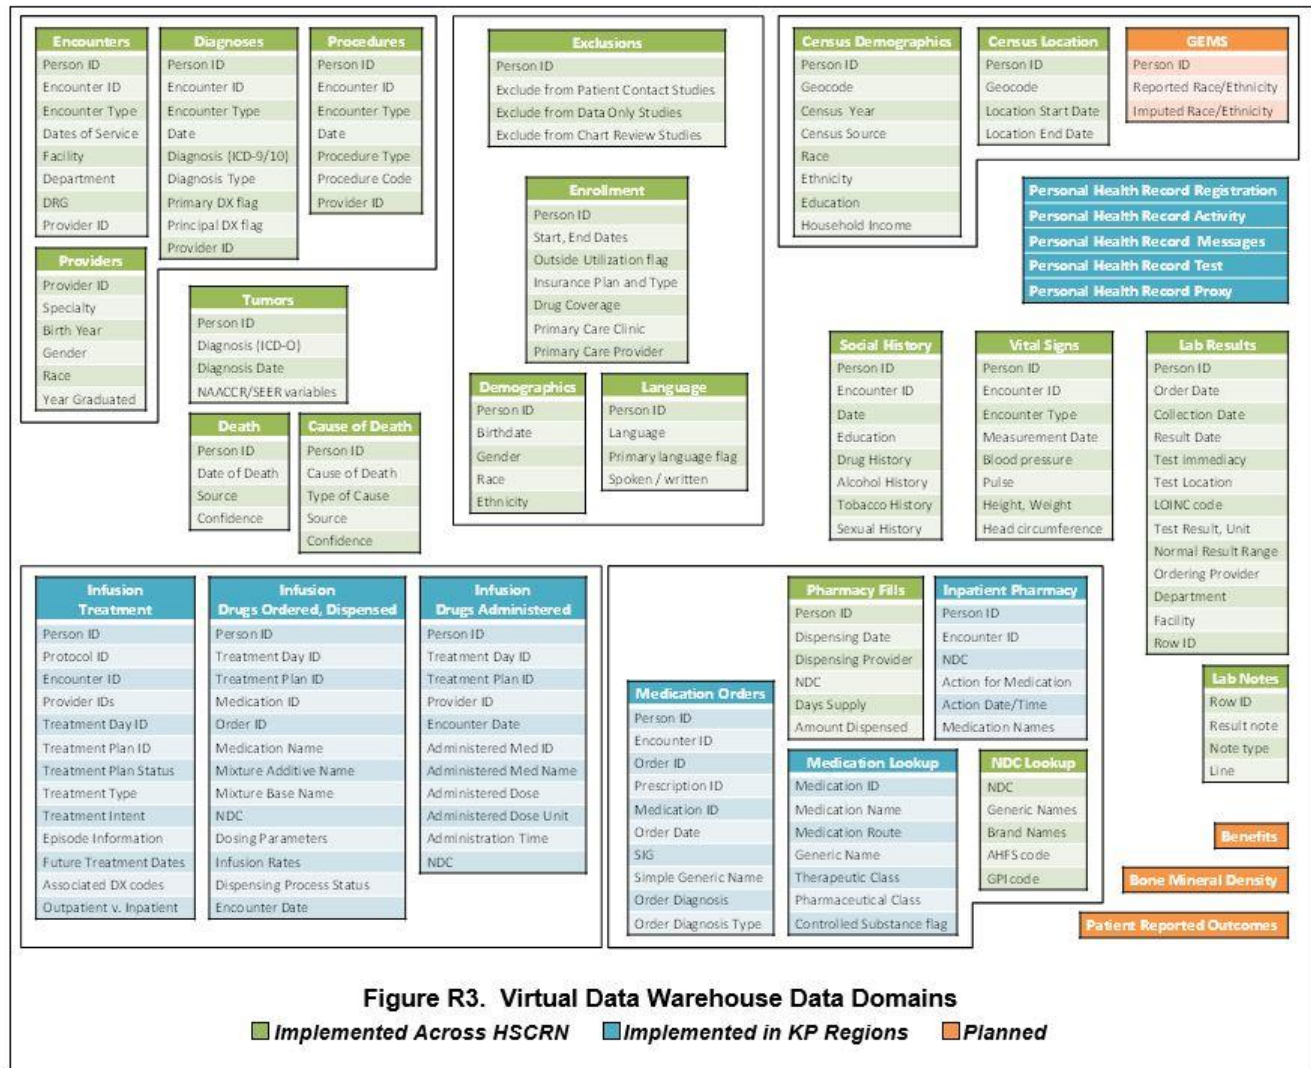 Encounters
Person ID
Encounter ID
Encounter Type
Dates of Service
Facility
Department
DRG
Provider ID
Diagnoses
Person ID
Encounter ID
Encounter Type
Date
Diagnosis (ICD-9/10)
Diagnosis Type
Primary DX flag
Principal DX flag
Provider ID
Procedures
Person ID
Encounter ID
Encounter Type
Date
Procedure Type
Procedure Code
Provider ID
Providers
Provider ID
Specialty
Birth Year
Gender
Race
Year Graduated
Tumors
Person ID
Diagnosis (ICD-O)
Diagnosis Date
NAACCR/SEER variables
Death
Person ID
Date of Death
Source
Confidence
Cause of Death
Person ID
Cause of Death
Type of Cause
Source
Confidence
Exclusions
Person ID
Exclude from Patient Contact Studies
Exclude from Data Only Studies
Exclude from Chart Review Studies
Enrollment
Person ID
Start, End Dates
Outside Utilization flag
Insurance Plan and Type
Drug Coverage
Primary Care Clinic
Primary Care Provider
Demographics
Person ID
Birthdate
Gender
Race
Ethnicity
Language
Person ID
Language
Primary language flag
Spoken / written
Census Demographics
Person ID
Geocode
Census Year
Census Source
Race
Ethnicity
Education
Household Income
Census Location
Person ID
Geocode
Location Start Date
Location End Date
GEMS
Person ID
Reported Race/Ethnicity
Imputed Race/Ethnicity
Personal Health Record Registration
Personal Health Record Activity
Personal Health Record Messages
Personal Health Record Test
Personal Health Record Proxy
Social History
Person ID
Encounter ID
Date
Education
Drug History
Alcohol History
Tobacco History
Sexual History
Vital Signs
Person ID
Encounter ID
Encounter Type
Measurement Date
Blood pressure
Pulse
Height, Weight
Head circumference
Lab Results
Person ID
Order Date
Collection Date
Result Date
Test immediacy
Test Location
LOINC code
Test Result, Unit
Normal Result Range
Ordering Provider
Department
Facility
Row ID
Lab Notes
Row ID
Result note
Note type
Line
Infusion
Treatment
Person ID
Protocol ID
Encounter ID
Provider IDs
Treatment Day ID
Treatment Plan ID
Treatment Plan Status
Treatment Type
Treatment Intent
Episode Information
Future Treatment Dates
Associated DX codes
Outpatient v. Inpatient
Infusion
Drugs Ordered, Dispensed
Person ID
Treatment Day ID
Treatment Plan ID
Medication ID
Order ID
Medication Name
Mixture Additive Name
Mixture Base Name
NDC
Dosing Parameters
Infusion Rates
Dispensing Process Status
Encounter Date
Infusion
Drugs Administered
Person ID
Treatment Day ID
Treatment Plan ID
Provider ID
Encounter Date
Administered Med ID
Administered Med Name
Administered Dose
Administered Dose Unit
Administration Time
NDC
Medication Orders
Person ID
Encounter ID
Order ID
Prescription ID
Medication ID
Order Date
SIG
Simple Generic Name
Order Diagnosis
Order Diagnosis Type
Pharmacy Fills
Person ID
Dispensing Date
Dispensing Provider
NDC
Days Supply
Amount Dispensed
Inpatient Pharmacy
Person ID
Encounter ID
NDC
Action for Medication
Action Date/Time
Medication Names
Medication Lookup
Medication ID
Medication Name
Medication Route
Generic Name
Therapeutic Class
Pharmaceutical Class
Controlled Substance flag
NDC Lookup
NDC
Generic Names
Brand Names
AHFS code
GPI code
Benefits
Bone Mineral Density
Patient Reported Outcomes
Figure R3. Virtual Data Warehouse Data Domains
Implemented Across HSCRN Implemented in KP Regions Planned